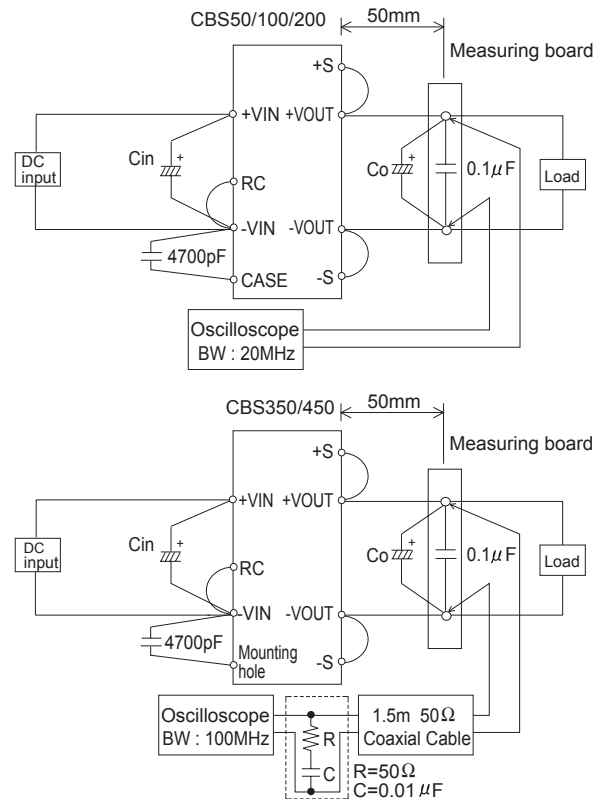 CBS50/100/200
50mm
Measuring board
+S
+VIN +VOUT
DC
input
Cin
+
RC
Co
+
0.1μF
Load
-VIN -VOUT
4700pF
CASE
-S
Oscilloscope
BW : 20MHz
CBS350/450
50mm
Measuring board
+S
+VIN +VOUT
DC
input
Cin
+
RC
Co
+
0.1μF
Load
-VIN -VOUT
4700pF
Mounting
hole
-S
Oscilloscope
BW : 100MHz
R
C
1.5m 50Ω
Coaxial Cable
R=50Ω
C=0.01 μF